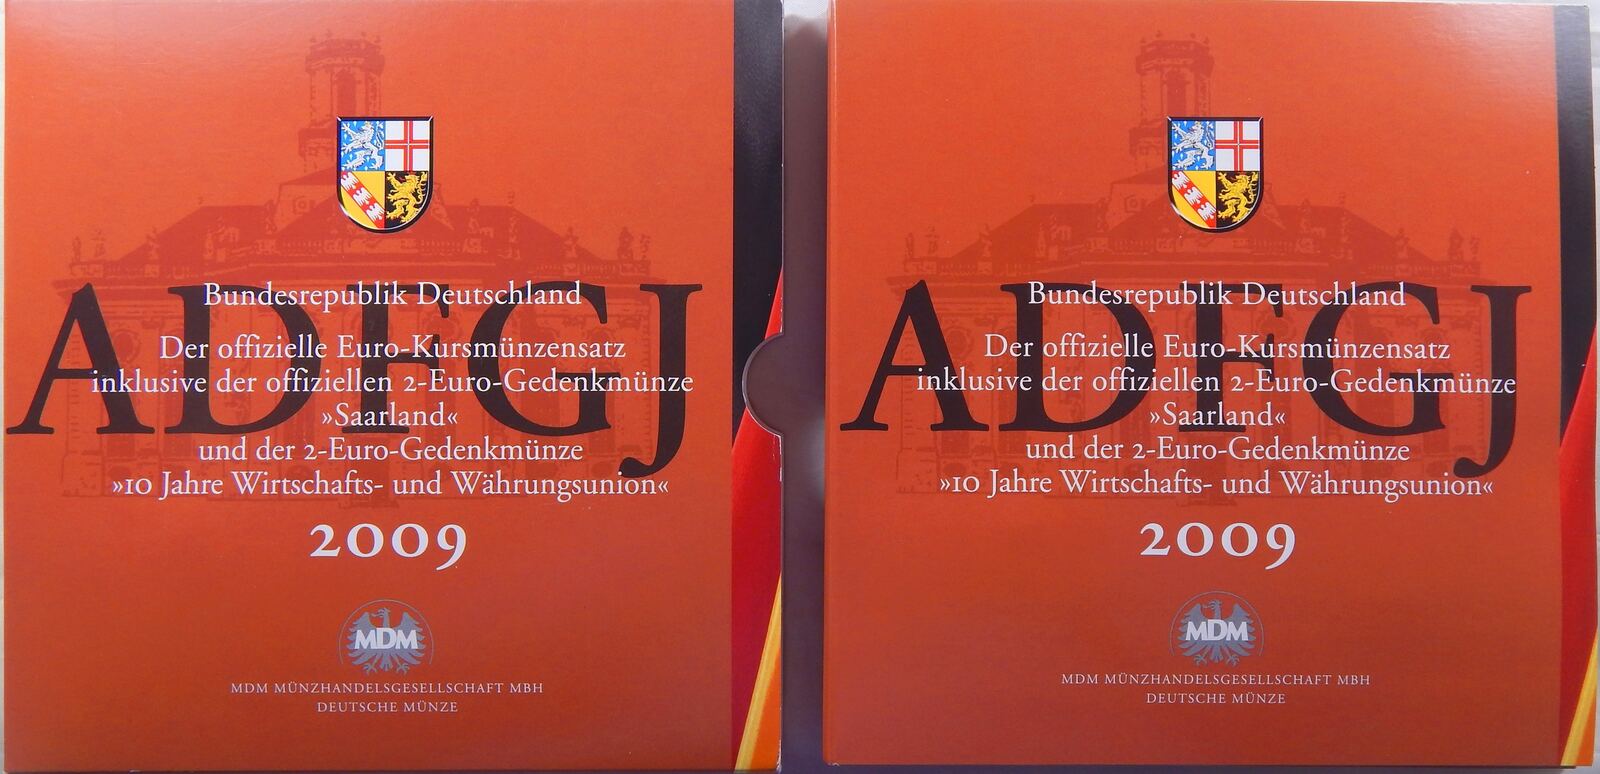 ADFGJ
Bundesrepublik Deutschland
Der offizielle Euro-Kursmünzensatz
inklusive der offiziellen 2-Euro-Gedenkmünze
»Saarland«
und der 2-Euro-Gedenkmünze
»10 Jahre Wirtschafts- und Währungsunion«
2009
MDM
MDM MÜNZHANDELSGESELLSCHAFT MBH
DEUTSCHE MÜNZE
ADFGJ
Bundesrepublik Deutschland
Der offizielle Euro-Kursmünzensatz
inklusive der offiziellen 2-Euro-Gedenkmünze
»Saarland«
und der 2-Euro-Gedenkmünze
»10 Jahre Wirtschafts- und Währungsunion«
2009
MDM
MDM MÜNZHANDELSGESELLSCHAFT MBH
DEUTSCHE MÜNZE